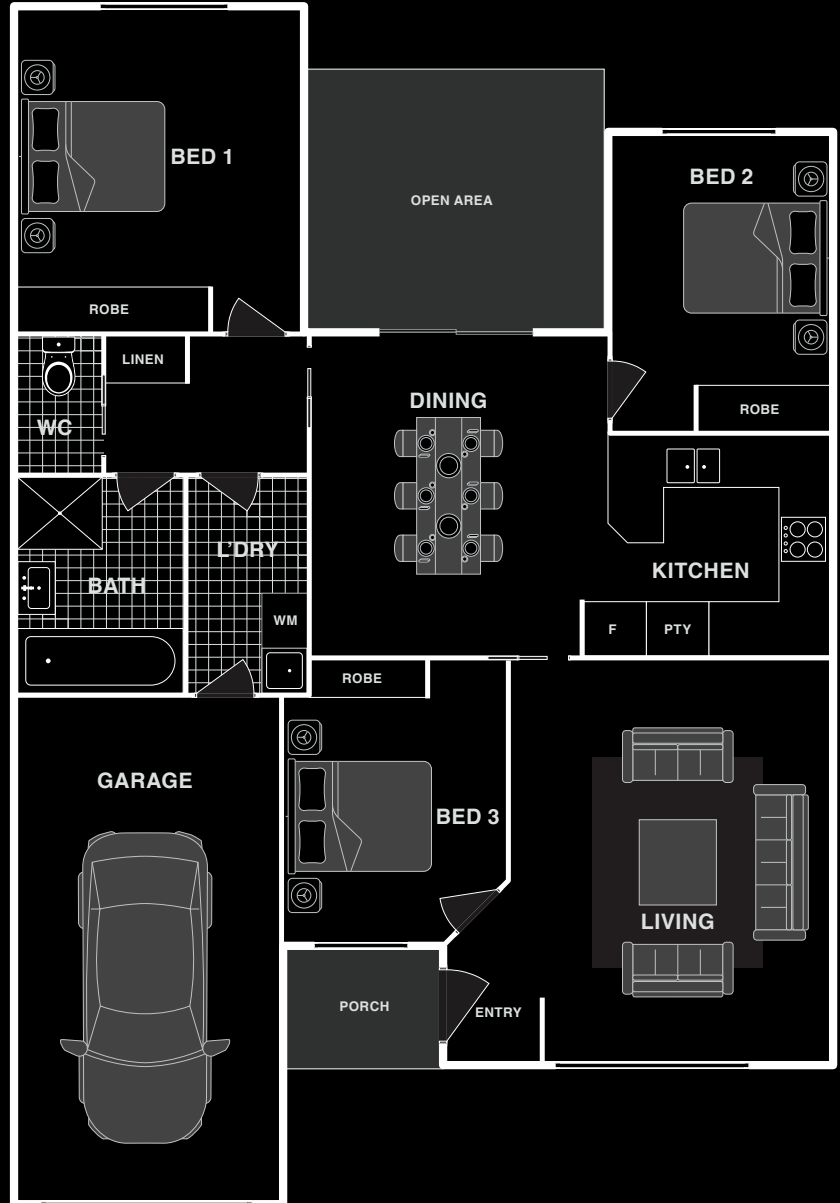 BED 1
BED 2
OPEN AREA
ROBE
LINEN
DINING
ROBE
WC
L'DRY
KITCHEN
BATH
WM
F
PTY
ROBE
GARAGE
BED 3
LIVING
PORCH
ENTRY